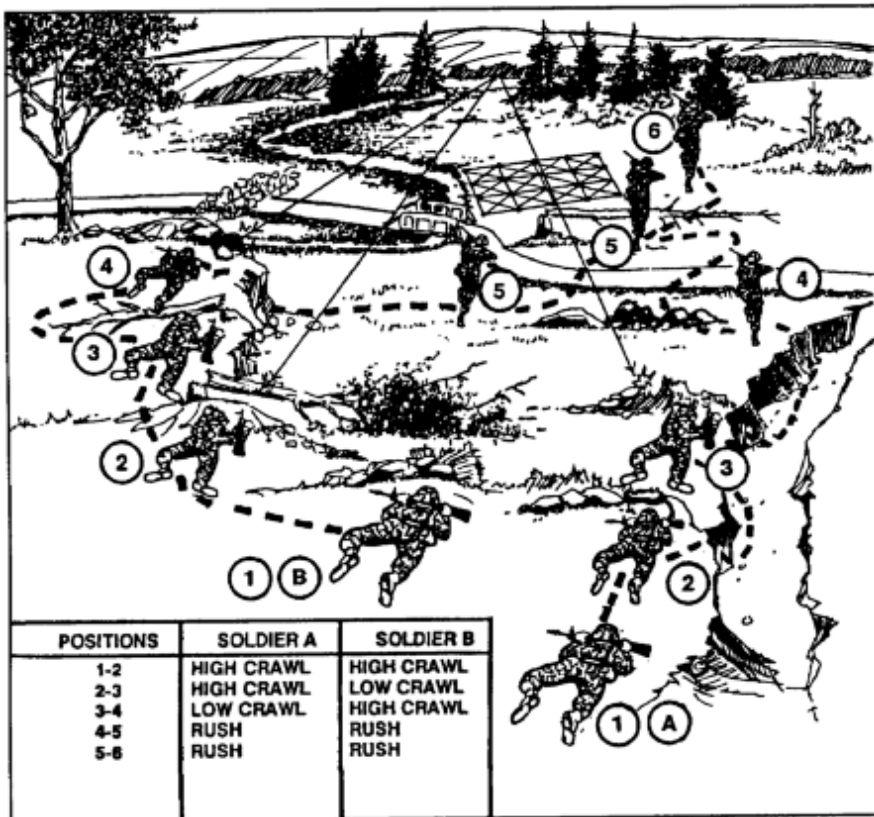 6
5
4
4
5
3
2
3
1 B
2
1 A
POSITIONS SOLDIER A SOLDIER B
1-2 HIGH CRAWL HIGH CRAWL
2-3 HIGH CRAWL LOW CRAWL
3-4 LOW CRAWL HIGH CRAWL
4-5 RUSH RUSH
5-6 RUSH RUSH